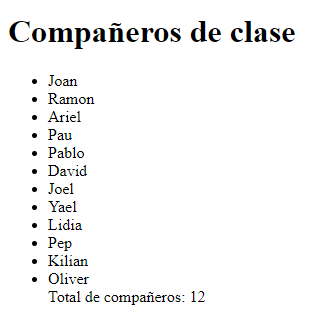 Compañeros de clase
Joan
Ramon
Ariel
Pau
Pablo
David
Joel
Yael
Lidia
Pep
Kilian
Oliver
Total de compañeros: 12